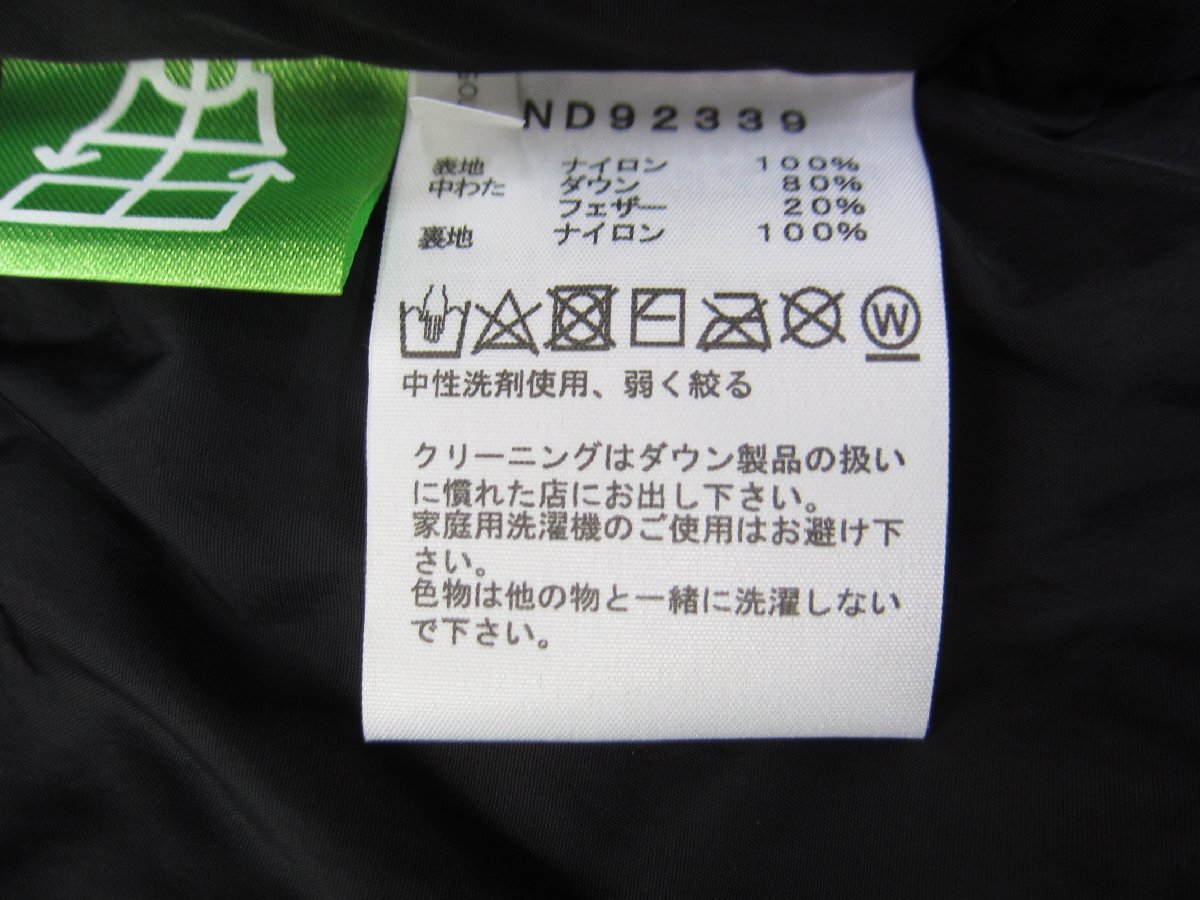 ND92339
表地 ナイロン 100%
中わた ダウン 80%
フェザー 20%
裏地 ナイロン 100%
W
中性洗剤使用、弱く絞る
クリーニングはダウン製品の扱い
に慣れた店にお出し下さい。
家庭用洗濯機のご使用はお避け下
さい。
色物は他の物と一緒に洗濯しない
で下さい。